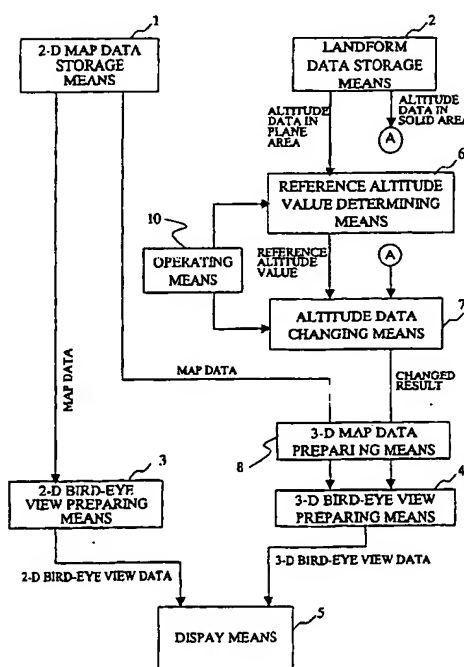 1
2-D MAP DATA
STORAGE
MEANS
2
LANDFORM
DATA STORAGE
MEANS
ALTITUDE
DATA IN
PLANE
AREA
ALTITUDE
DATA IN
SOLID AREA
A
6
REFERENCE ALTITUDE
VALUE DETERMINING
MEANS
10
OPERATING
MEANS
REFERENCE
ALTITUDE
VALUE
A
7
ALTITUDE DATA
CHANGING MEANS
MAP DATA
MAP DATA
CHANGED
RESULT
8
3-D MAP DATA
PREPARING MEANS
3
2-D BIRD-EYE
VIEW PREPARING
MEANS
4
3-D BIRD-EYE VIEW
PREPARING MEANS
2-D BIRD-EYE VIEW DATA
3-D BIRD-EYE VIEW DATA
5
DISPAY MEANS